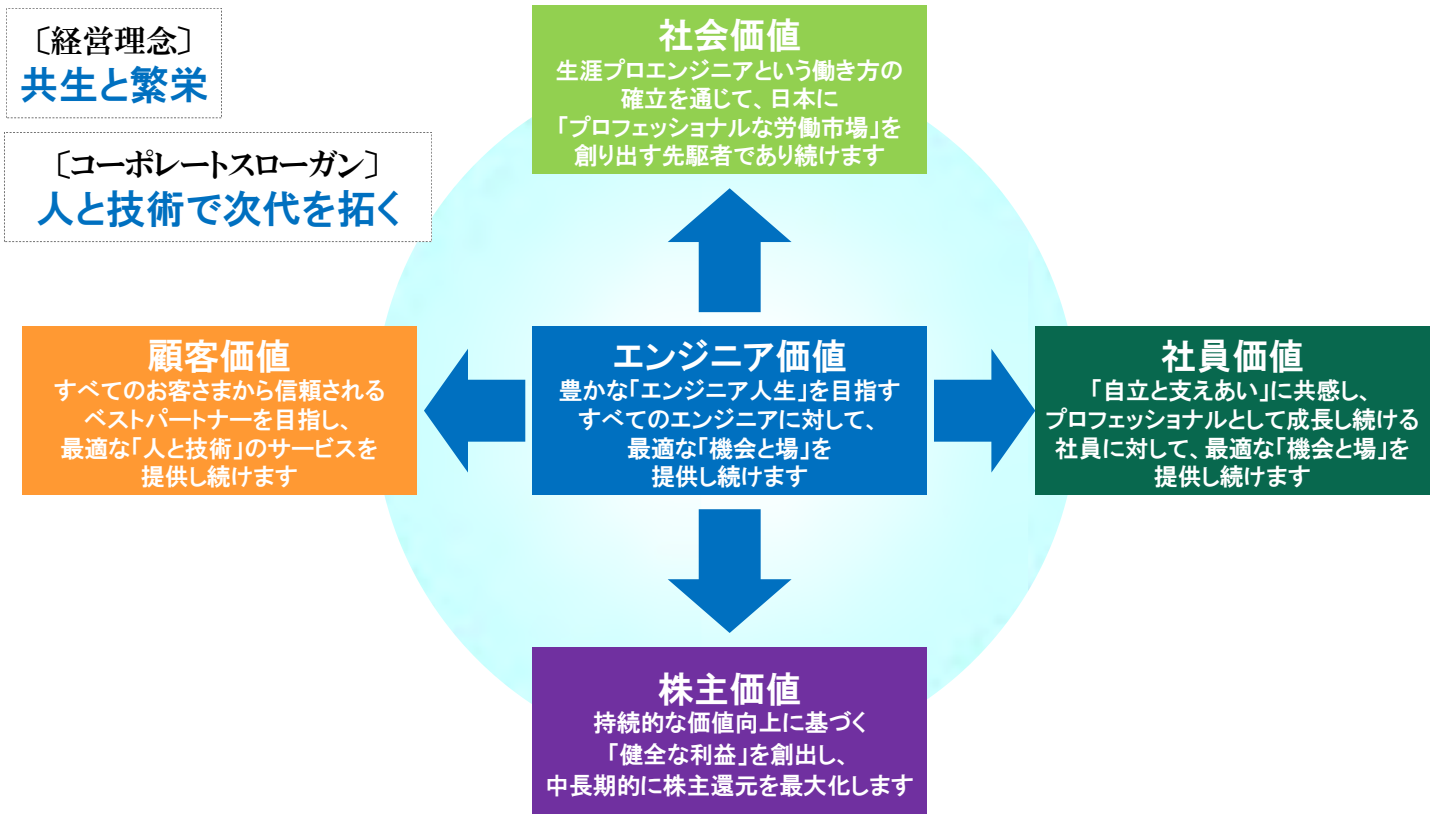 〔経営理念〕
共生と繁栄
〔コーポレートスローガン〕
人と技術で次代を拓く
社会価値
生涯プロエンジニアという働き方の
確立を通じて、日本に
「プロフェッショナルな労働市場」を
創り出す先駆者であり続けます
顧客価値
すべてのお客さまから信頼される
ベストパートナーを目指し、
最適な「人と技術」のサービスを
提供し続けます
エンジニア価値
豊かな「エンジニア人生」を目指す
すべてのエンジニアに対して、
最適な「機会と場」を
提供し続けます
社員価値
「自立と支えあい」に共感し、
プロフェッショナルとして成長し続ける
社員に対して、最適な「機会と場」を
提供し続けます
株主価値
持続的な価値向上に基づく
「健全な利益」を創出し、
中長期的に株主還元を最大化します